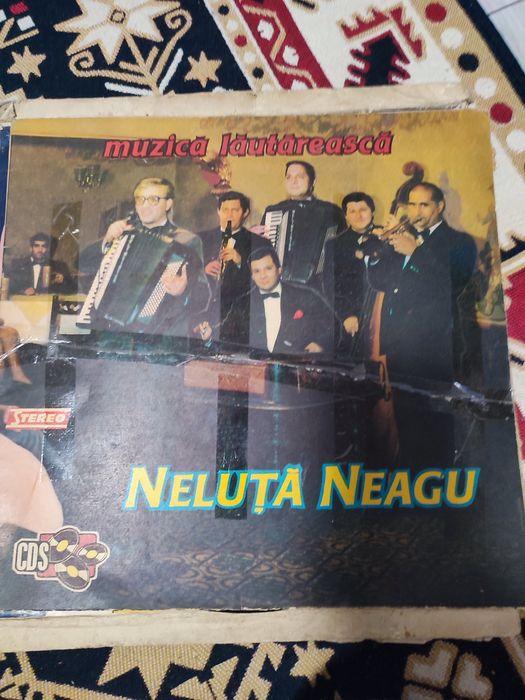 muzică lăutărească
STEREO
NELUȚĂ NEAGU
CDS